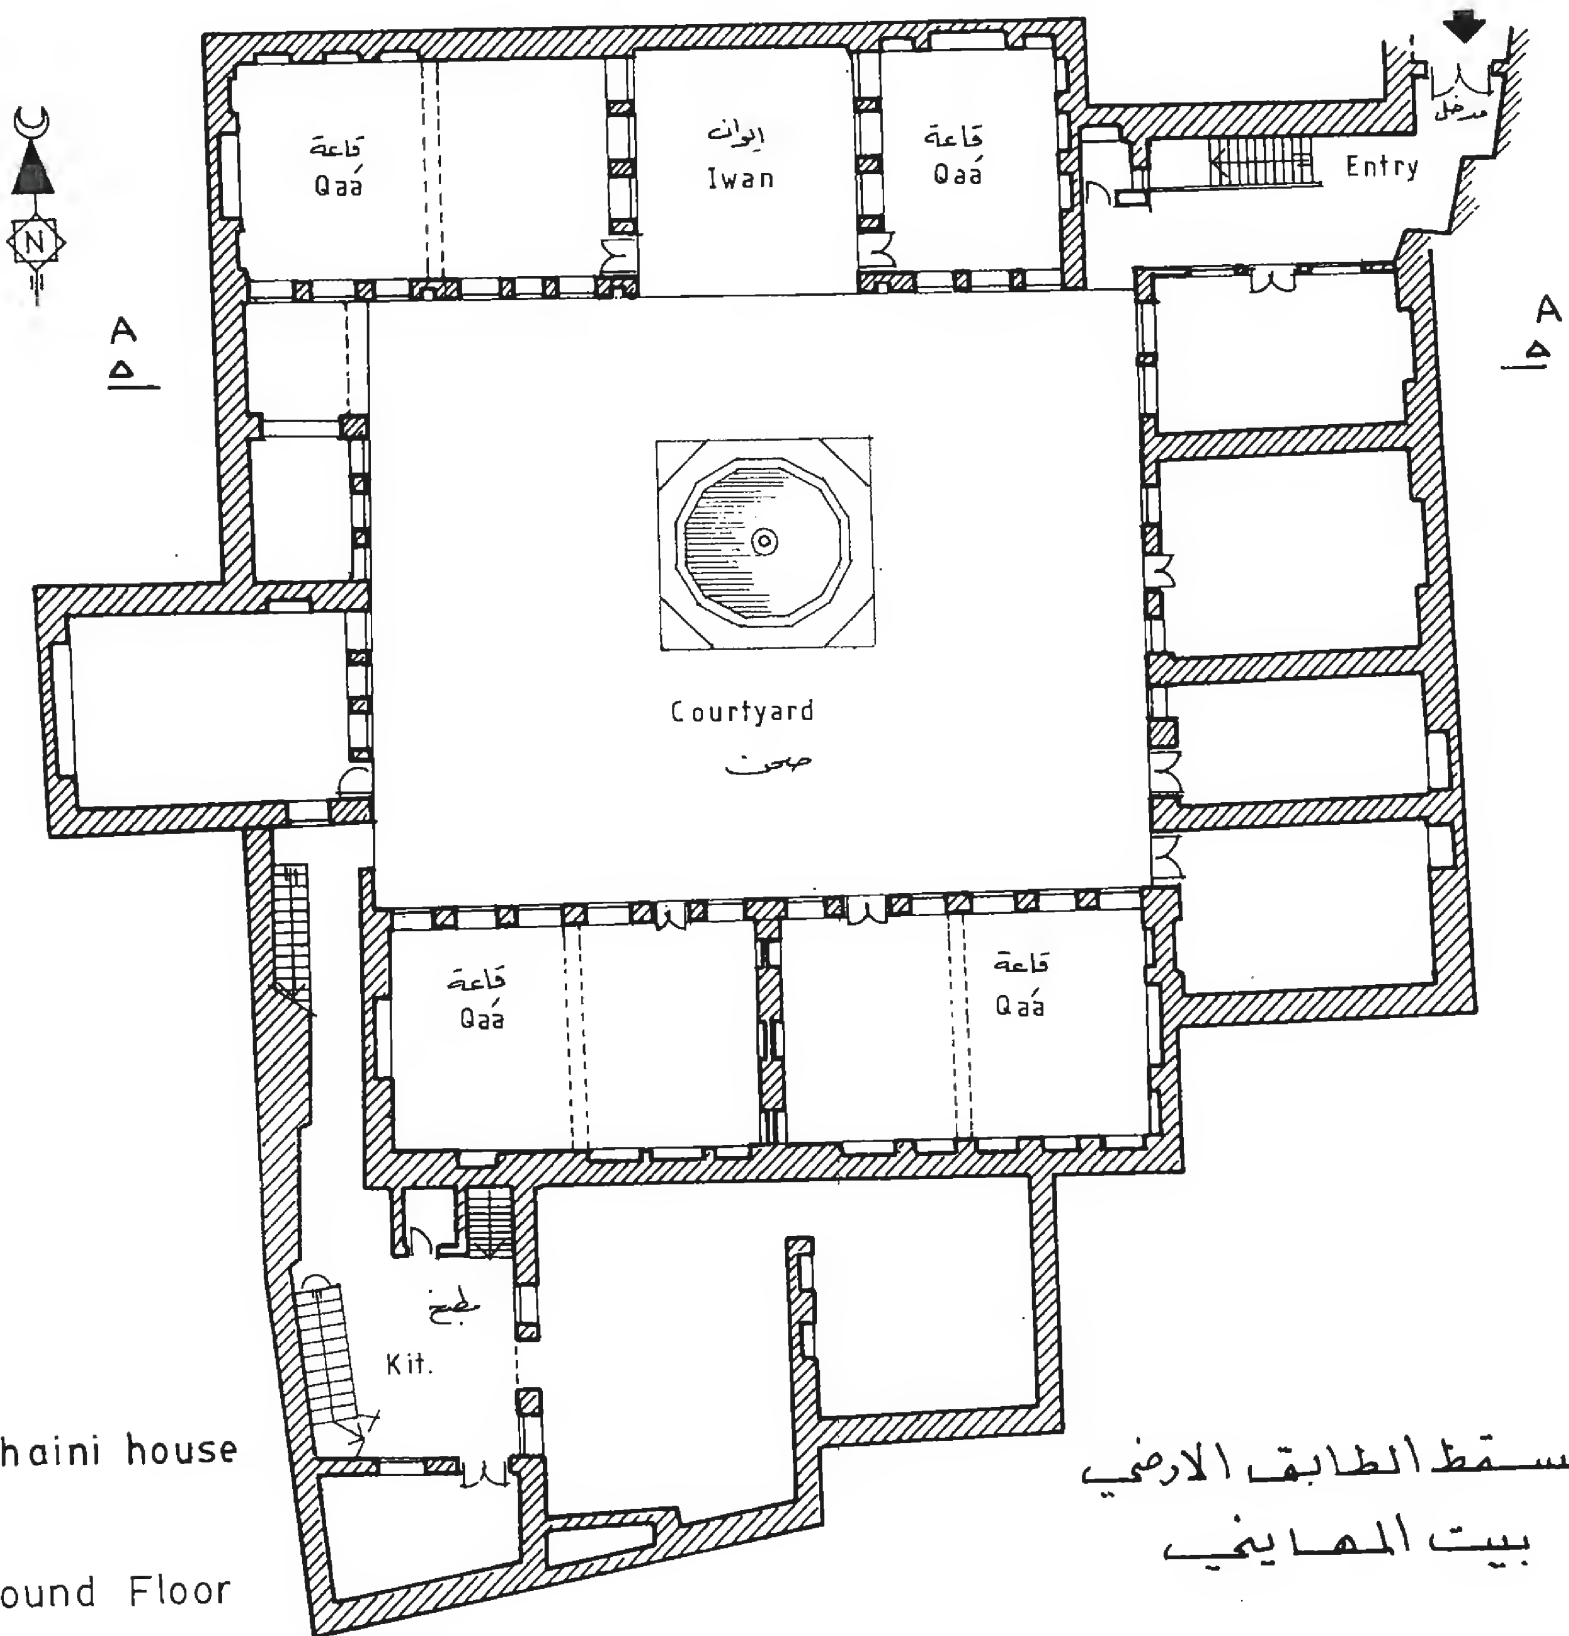 مدخل
Entry
قاعة
Qaá
ايوان
Iwan
قاعة
Qaá
N
A
A
Courtyard
صحن
قاعة
Qaá
قاعة
Qaá
مطبخ
Kit.
haini house
ound Floor
سقط الطابق الارضي
بيت المهايني